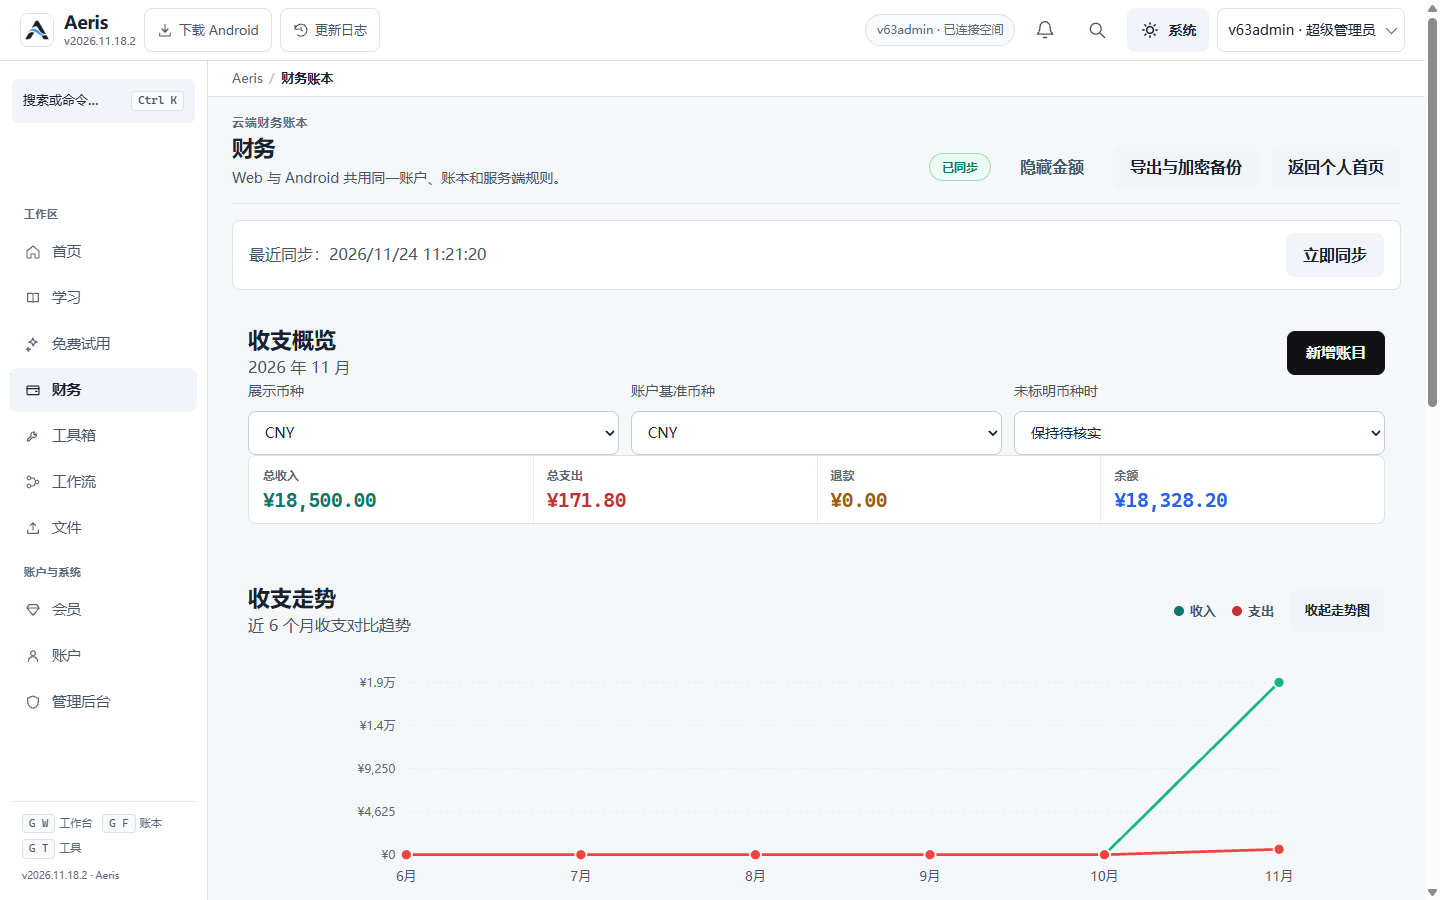 Aeris
v2026.11.18.2
下载 Android
更新日志
v63admin · 已连接空间
系统
v63admin · 超级管理员
搜索或命令...
Ctrl K
Aeris / 财务账本
云端财务账本
财务
Web 与 Android 共用同一账户、账本和服务端规则。
已同步
隐藏金额
导出与加密备份
返回个人首页
最近同步：2026/11/24 11:21:20
立即同步
工作区
首页
学习
免费试用
财务
工具箱
工作流
文件
账户与系统
会员
账户
管理后台
G W 工作台 G F 账本
G T 工具
v2026.11.18.2 · Aeris
收支概览
2026 年 11 月
新增账目
展示币种
账户基准币种
未标明币种时
CNY
CNY
保持待核实
总收入
¥18,500.00
总支出
¥171.80
退款
¥0.00
余额
¥18,328.20
收支走势
近 6 个月收支对比趋势
收入
支出
收起走势图
¥1.9万
¥1.4万
¥9,250
¥4,625
¥0
6月
7月
8月
9月
10月
11月